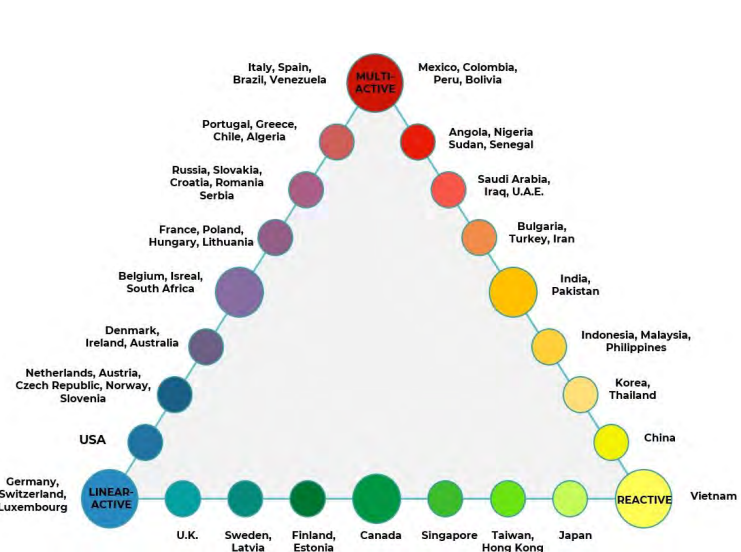 Italy, Spain,
Brazil, Venezuela
MULTI-
ACTIVE
Mexico, Colombia,
Peru, Bolivia
Portugal, Greece,
Chile, Algeria
Angola, Nigeria
Sudan, Senegal
Russia, Slovakia,
Croatia, Romania
Serbia
Saudi Arabia,
Iraq, U.A.E.
France, Poland,
Hungary, Lithuania
Bulgaria,
Turkey, Iran
Belgium, Isreal,
South Africa
India,
Pakistan
Denmark,
Ireland, Australia
Indonesia, Malaysia,
Philippines
Netherlands, Austria,
Czech Republic, Norway,
Slovenia
Korea,
Thailand
USA
China
Germany,
Switzerland,
Luxembourg
LINEAR-
ACTIVE
REACTIVE
Vietnam
U.K.
Sweden,
Latvia
Finland,
Estonia
Canada
Singapore
Taiwan,
Hong Kong
Japan